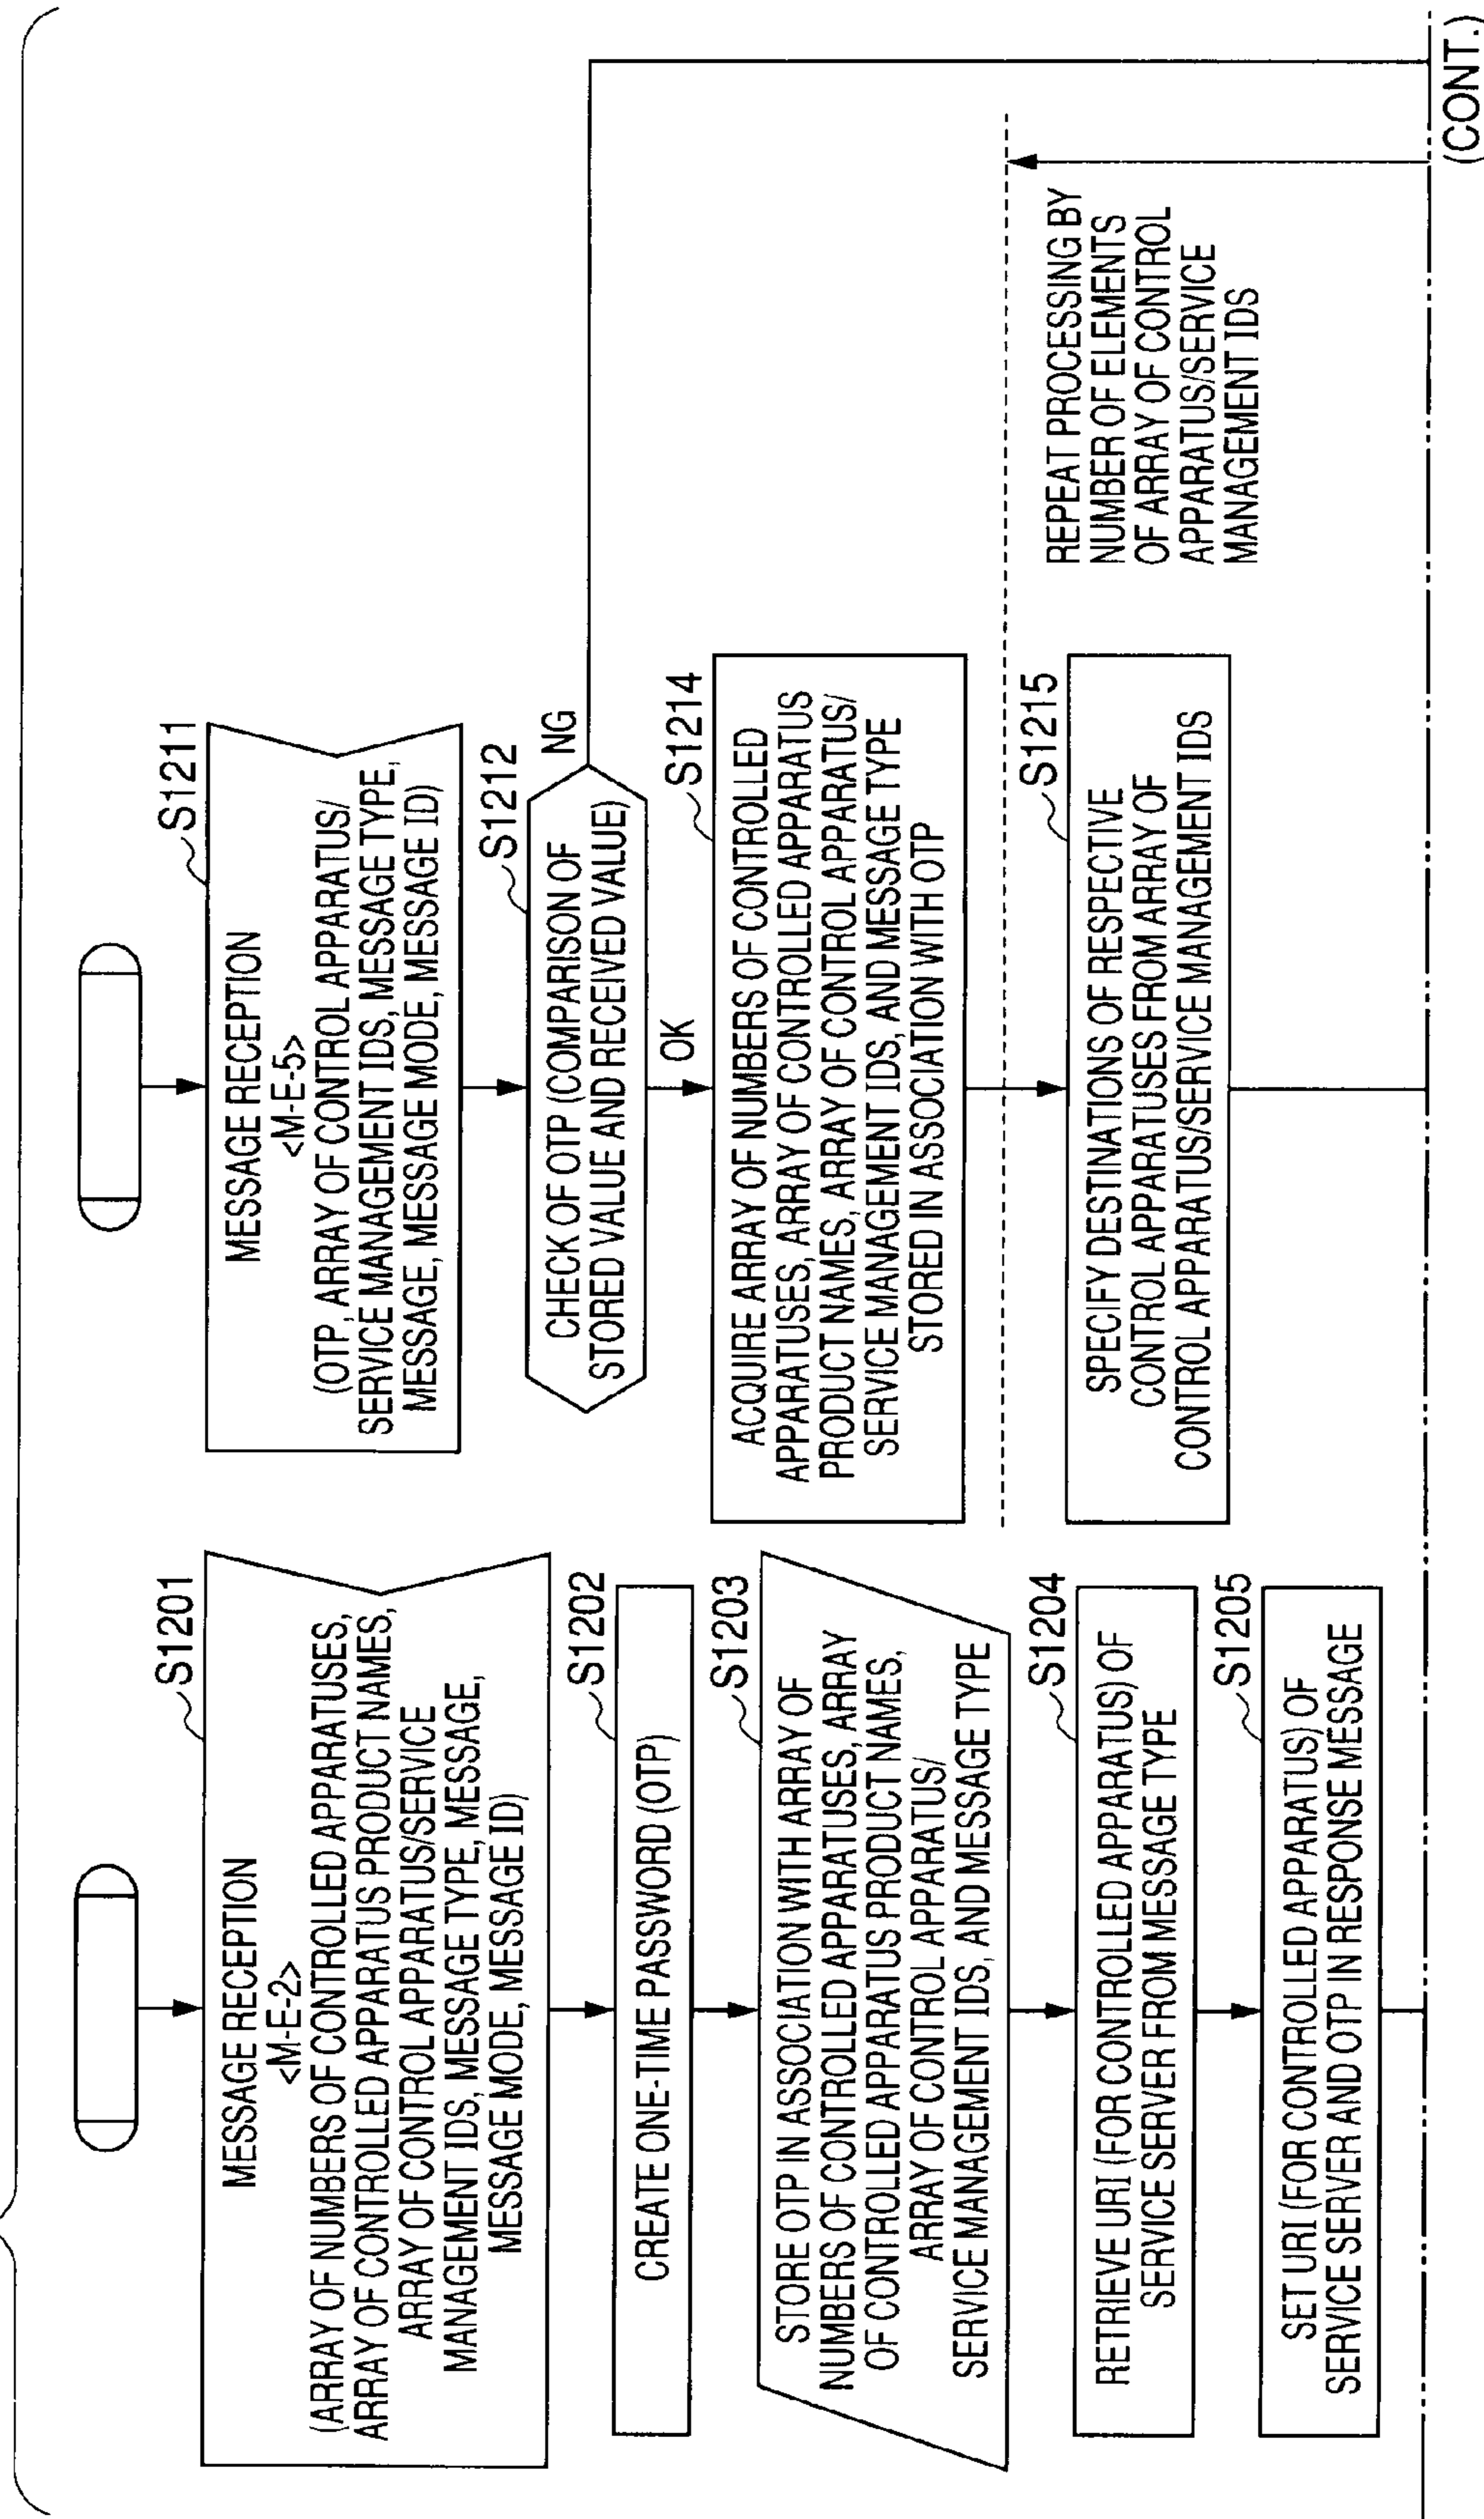 S1201
MESSAGE RECEPTION
<M-E-2>
(ARRAY OF NUMBERS OF CONTROLLED APPARATUSES,
ARRAY OF CONTROLLED APPARATUS PRODUCT NAMES,
ARRAY OF CONTROL APPARATUS/SERVICE
MANAGEMENT IDS, MESSAGE TYPE, MESSAGE,
MESSAGE MODE, MESSAGE ID)
S1202
CREATE ONE-TIME PASSWORD (OTP)
S1203
STORE OTP IN ASSOCIATION WITH ARRAY OF
NUMBERS OF CONTROLLED APPARATUSES, ARRAY
OF CONTROLLED APPARATUS PRODUCT NAMES,
ARRAY OF CONTROL APPARATUS/
SERVICE MANAGEMENT IDS, AND MESSAGE TYPE
S1204
RETRIEVE URI (FOR CONTROLLED APPARATUS) OF
SERVICE SERVER FROM MESSAGE TYPE
S1205
SET URI (FOR CONTROLLED APPARATUS) OF
SERVICE SERVER AND OTP IN RESPONSE MESSAGE
S1211
MESSAGE RECEPTION
<M-E-5>
(OTP, ARRAY OF CONTROL APPARATUS/
SERVICE MANAGEMENT IDS, MESSAGE TYPE,
MESSAGE, MESSAGE MODE, MESSAGE ID)
S1212
CHECK OF OTP (COMPARISON OF
STORED VALUE AND RECEIVED VALUE)
NG
OK
S1214
ACQUIRE ARRAY OF NUMBERS OF CONTROLLED
APPARATUSES, ARRAY OF CONTROLLED APPARATUS
PRODUCT NAMES, ARRAY OF CONTROL APPARATUS/
SERVICE MANAGEMENT IDS, AND MESSAGE TYPE
STORED IN ASSOCIATION WITH OTP
S1215
SPECIFY DESTINATIONS OF RESPECTIVE
CONTROL APPARATUSES FROM ARRAY OF
CONTROL APPARATUS/SERVICE MANAGEMENT IDS
REPEAT PROCESSING BY
NUMBER OF ELEMENTS
OF ARRAY OF CONTROL
APPARATUS/SERVICE
MANAGEMENT IDS
(CONT.)